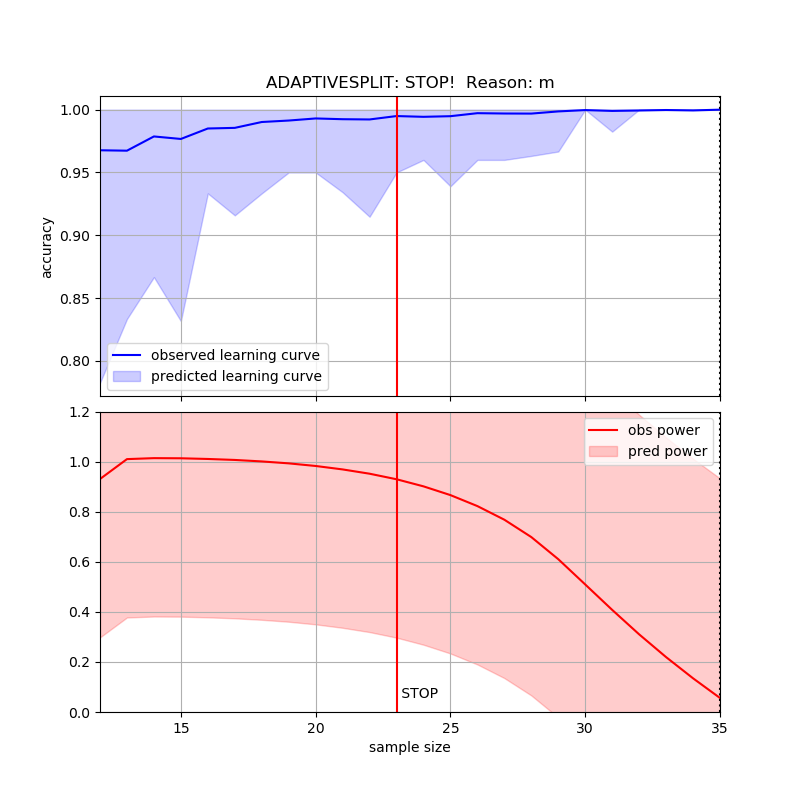 ADAPTIVESPLIT: STOP!  Reason: m
1.00
0.95
0.90
0.85
0.80
accuracy
observed learning curve
predicted learning curve
1.2
1.0
0.8
0.6
0.4
0.2
0.0
obs power
pred power
STOP
15 20 25 30 35
sample size